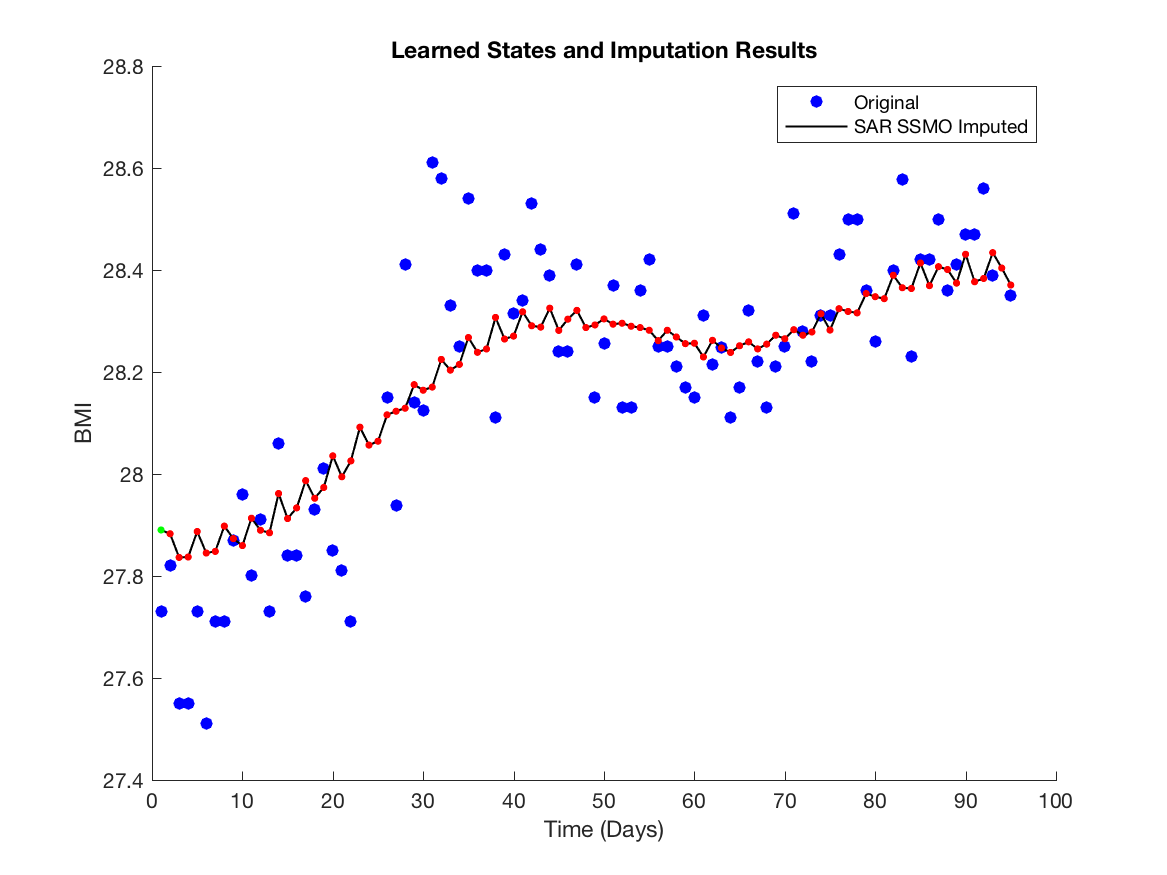 Learned States and Imputation Results
Original
SAR SSMO Imputed
BMI
28.8
28.6
28.4
28.2
28
27.8
27.6
27.4
0 10 20 30 40 50 60 70 80 90 100
Time (Days)